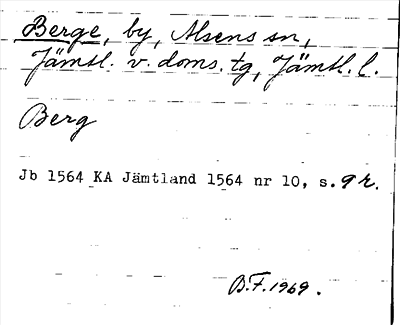 Berge, by, Alsens sn,
Jämtl. v. doms. tg, Jämtl. l.
Berg
Jb 1564 KA Jämtland 1564 nr 10, s. 9 r.
B.F. 1969.